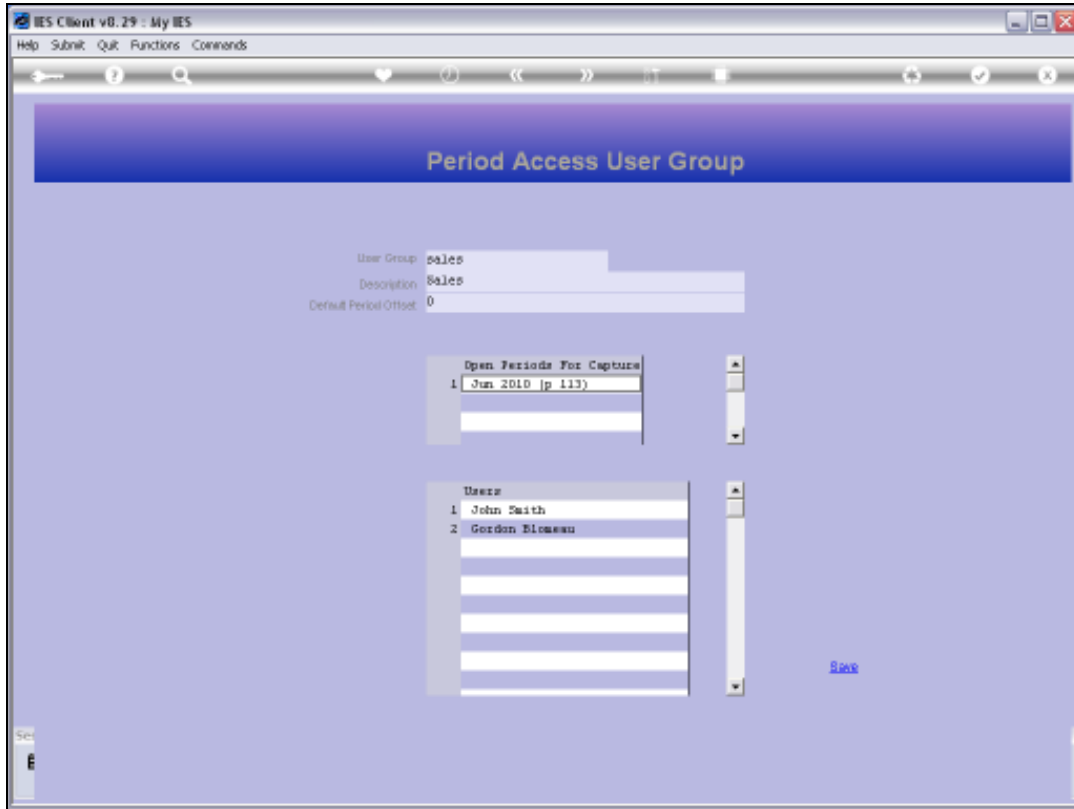 IES Client v8.29 : My IES
Help Submit Quit Functions Commands
Period Access User Group
User Group sales
Description Sales
Default Period Offset 0
Open Periods For Capture
1 Jun 2010 (p 113)
Users
1 John Smith
2 Gordon Blomeau
Save